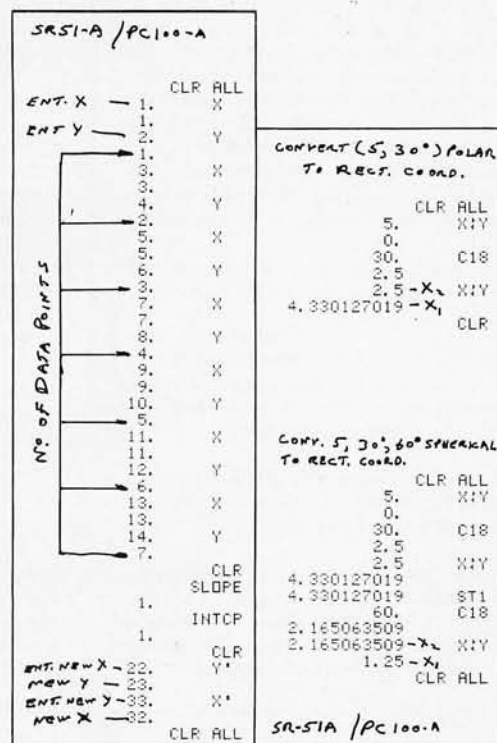 SR51-A / PC100-A
CLR ALL
ENT. X — 1. X
1.
ENT Y — 2. Y
1.
3. X
3.
4. Y
2.
5. X
5.
6. Y
3.
7. X
7.
8. Y
4.
9. X
9.
10. Y
5.
11. X
11.
12. Y
6.
13. X
13.
14. Y
7.
Nº OF DATA POINTS
CLR
SLOPE
1.
INTCP
1.
CLR
ENT. NEW X — 22. Y'
NEW Y — 23.
ENT. NEW Y — 33. X'
NEW X — 32.
CLR ALL
CONVERT (5, 30°) POLAR
TO RECT. COORD.
CLR ALL
5. X:Y
0.
30. C18
2.5
2.5 – X₂ X:Y
4.330127019 – X₁
CLR
CONV. 5, 30°, 60° SPHERICAL
TO RECT. COORD.
CLR ALL
5. X:Y
0.
30. C18
2.5
2.5 X:Y
4.330127019
4.330127019 ST1
60. C18
2.165063509
2.165063509 – X₂ X:Y
1.25 – X₁
CLR ALL
SR-51A / PC100-A